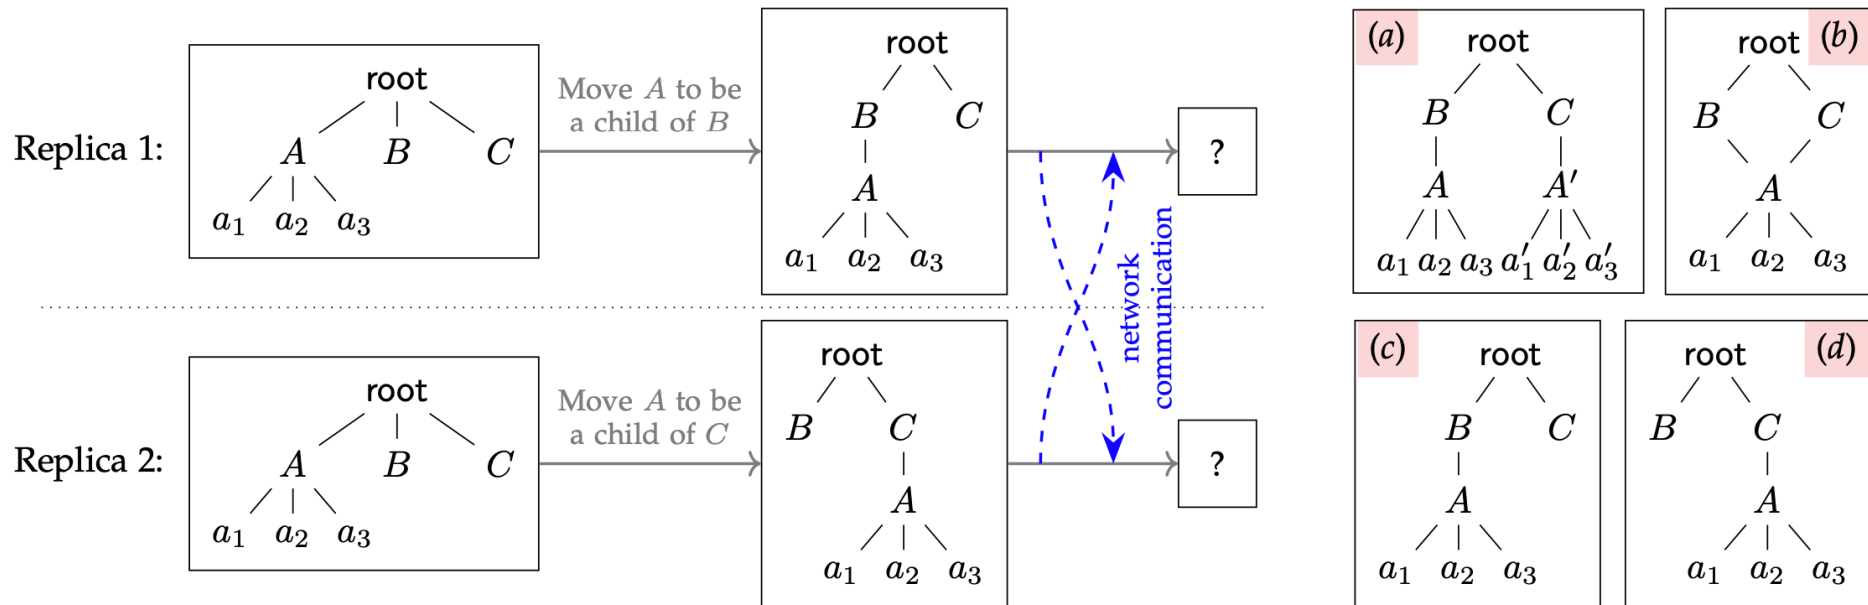 Replica 1:
root
A B C
a₁ a₂ a₃
Move A to be
a child of B
root
B C
A
a₁ a₂ a₃
?
Replica 2:
root
A B C
a₁ a₂ a₃
Move A to be
a child of C
root
B C
A
a₁ a₂ a₃
?
network
communication
(a)
root
B C
A A′
a₁ a₂ a₃ a′₁ a′₂ a′₃
(b)
root
B C
A
a₁ a₂ a₃
(c)
root
B C
A
a₁ a₂ a₃
(d)
root
B C
A
a₁ a₂ a₃